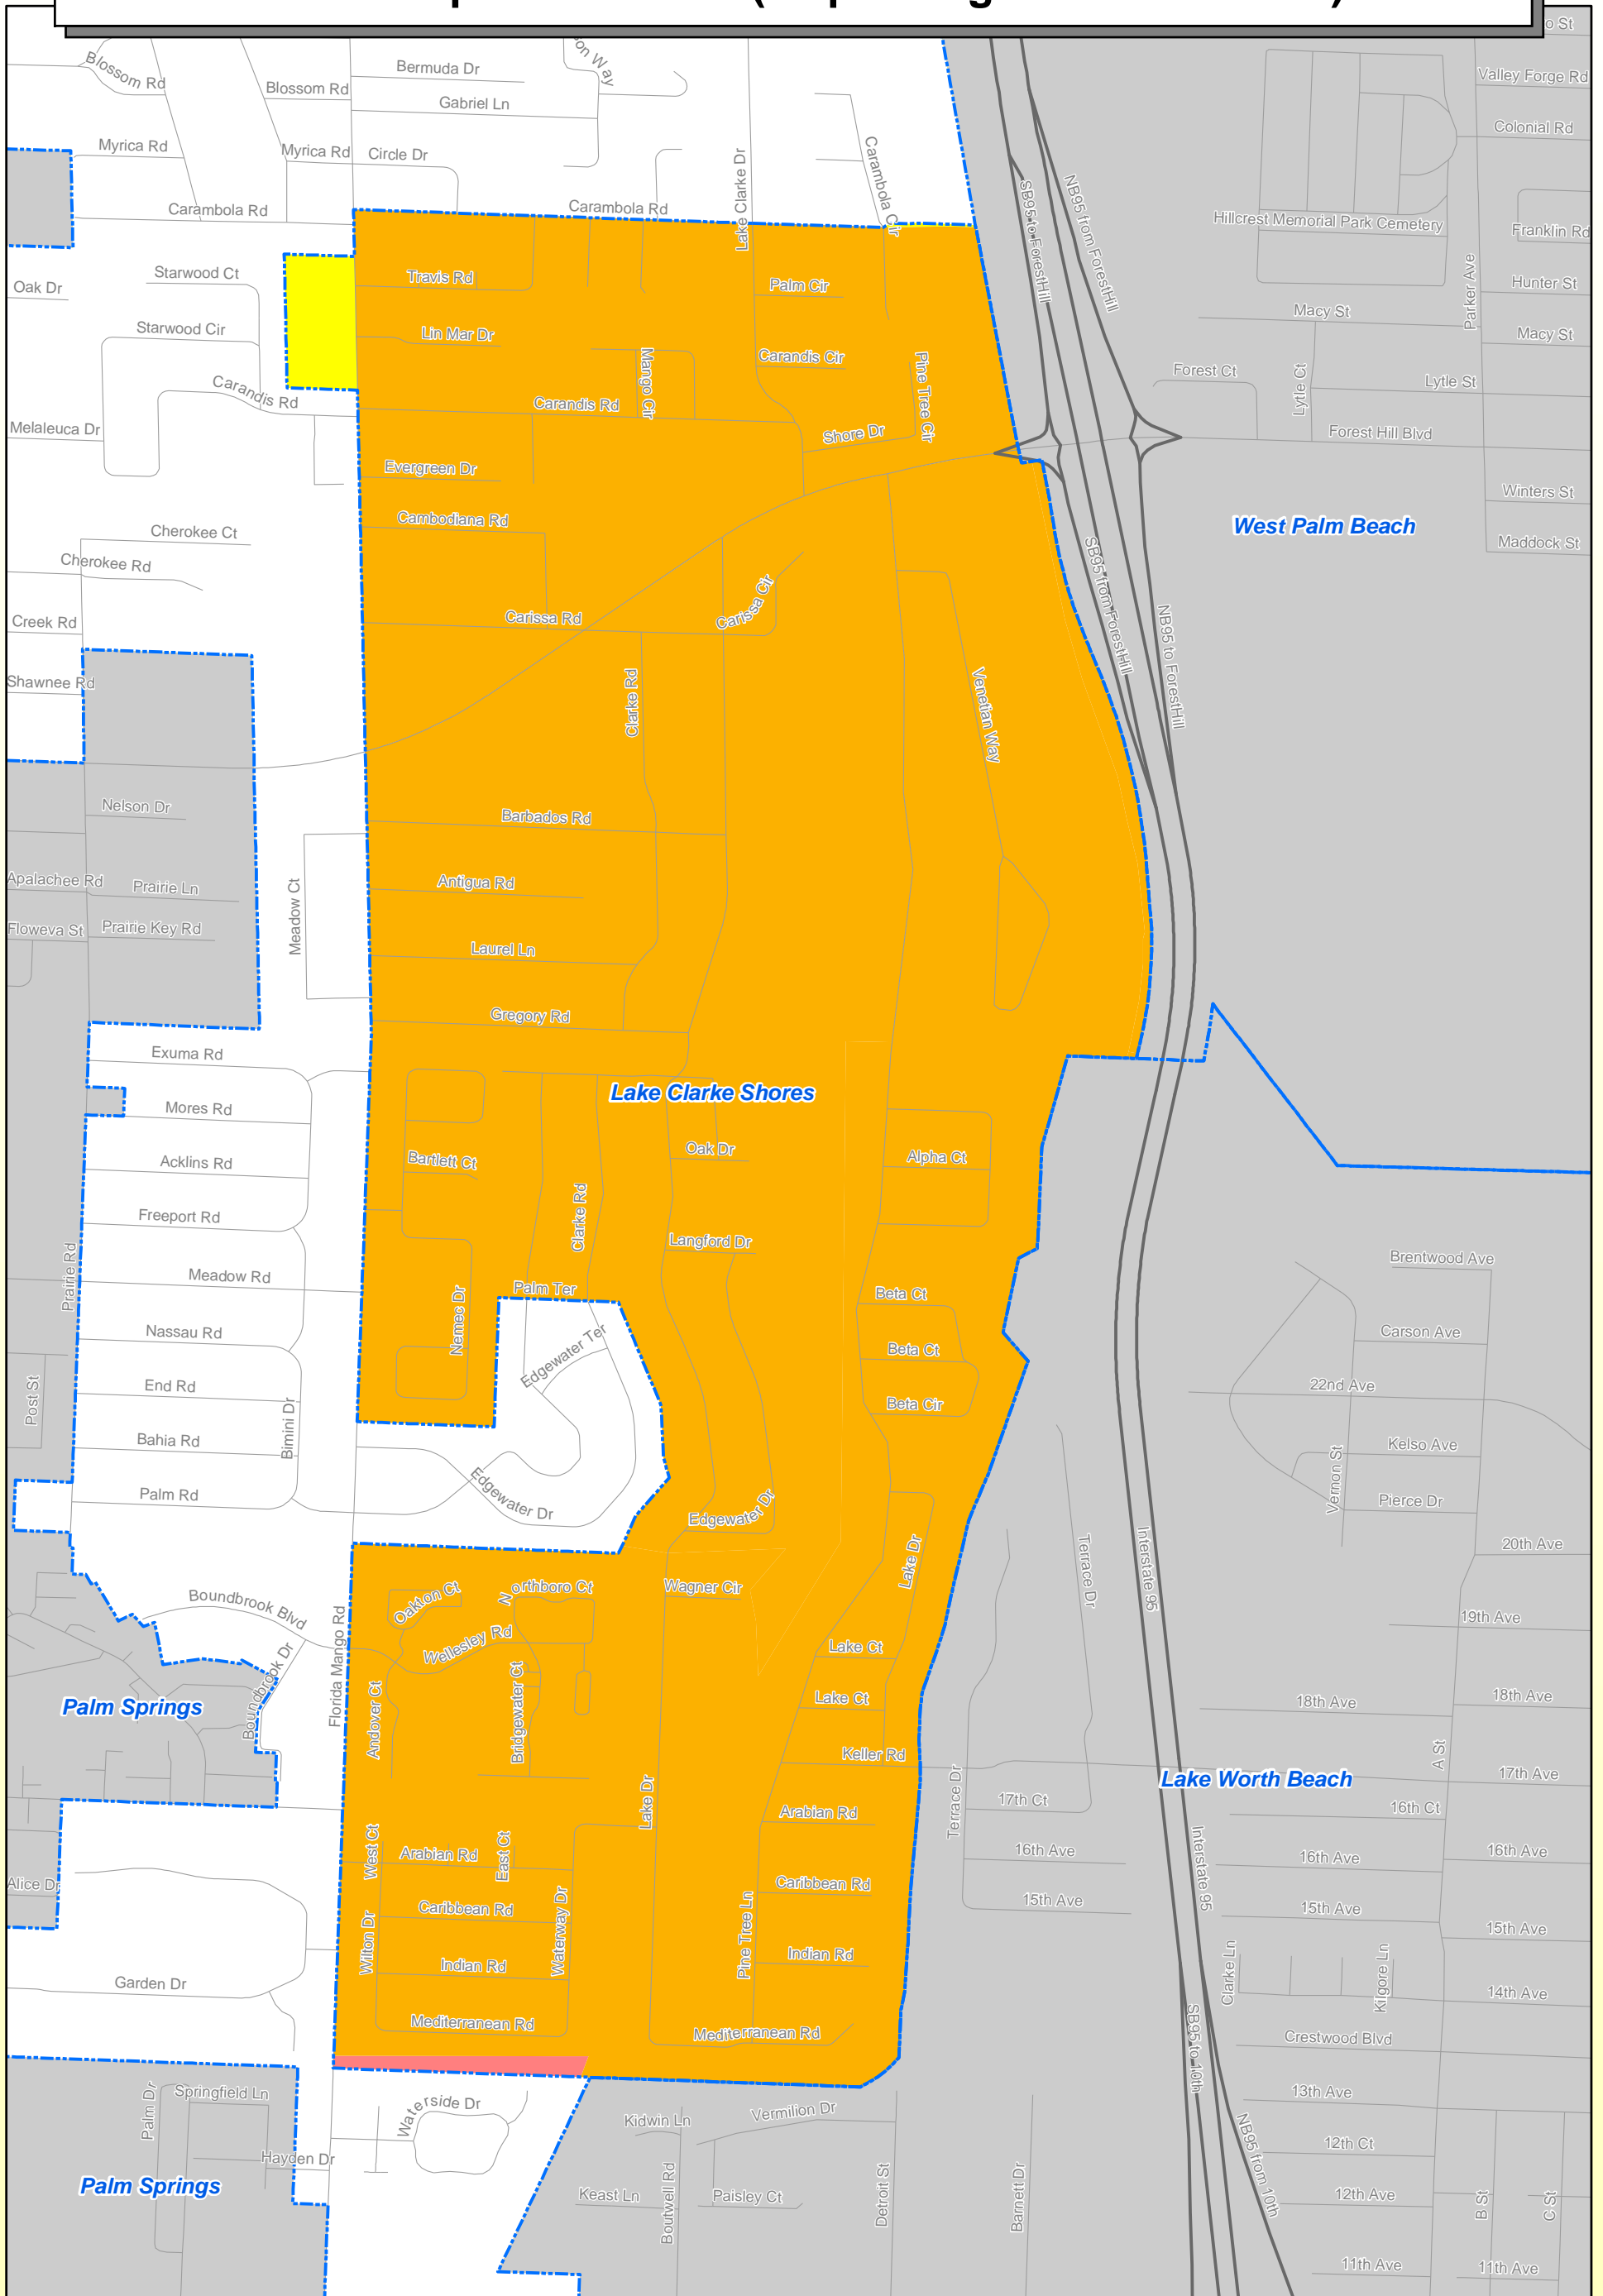 Blossom Rd
Bermuda Dr
Blossom Rd
Gabriel Ln
Valley Forge Rd
Colonial Rd
Myrica Rd
Myrica Rd
Circle Dr
Lake Clarke Dr
Carambola Cir
SB95 to ForestHill
NB95 from ForestHill
Carambola Rd
Carambola Rd
Hillcrest Memorial Park Cemetery
Franklin Rd
Parker Ave
Oak Dr
Starwood Ct
Travis Rd
Palm Cir
Hunter St
Starwood Cir
Lin Mar Dr
Macy St
Macy St
Carandis Rd
Mango Cir
Carandis Cir
Pine Tree Cir
Forest Ct
Lytle Ct
Lytle St
Carandis Rd
Melaleuca Dr
Shore Dr
Forest Hill Blvd
Evergreen Dr
Winters St
Cambodiana Rd
West Palm Beach
Maddock St
Cherokee Ct
Cherokee Rd
SB95 from ForestHill
NB95 to ForestHill
Creek Rd
Carissa Rd
Carissa Cir
Shawnee Rd
Clarke Rd
Venetian Way
Nelson Dr
Barbados Rd
Apalachee Rd
Prairie Ln
Meadow Ct
Antigua Rd
Floweva St
Prairie Key Rd
Laurel Ln
Gregory Rd
Exuma Rd
Lake Clarke Shores
Mores Rd
Acklins Rd
Bartlett Ct
Oak Dr
Alpha Ct
Freeport Rd
Clarke Rd
Langford Dr
Brentwood Ave
Prairie Rd
Meadow Rd
Nemec Dr
Palm Ter
Beta Ct
Nassau Rd
Edgewater Ter
Beta Ct
Carson Ave
Post St
End Rd
Bimini Dr
Beta Cir
22nd Ave
Bahia Rd
Kelso Ave
Palm Rd
Edgewater Dr
Edgewater Dr
Vernon St
Pierce Dr
Lake Dr
Terrace Dr
Interstate 95
20th Ave
Boundbrook Blvd
Oakton Ct
Northboro Ct
Wagner Cir
19th Ave
Florida Mango Rd
Wellesley Rd
Lake Ct
Boundbrook Dr
Palm Springs
Andover Ct
Bridgewater Ct
Lake Ct
18th Ave
18th Ave
Keller Rd
A St
Lake Worth Beach
17th Ave
Lake Dr
Terrace Dr
17th Ct
16th Ct
Arabian Rd
West Ct
Arabian Rd
East Ct
16th Ave
16th Ave
16th Ave
Interstate 95
Alice Dr
Caribbean Rd
15th Ave
Caribbean Rd
15th Ave
15th Ave
Wilton Dr
Waterway Dr
Pine Tree Ln
Indian Rd
Indian Rd
Clarke Ln
Kilgore Ln
Garden Dr
14th Ave
Mediterranean Rd
Mediterranean Rd
SB95 to 10th
Crestwood Blvd
Palm Dr
Springfield Ln
Waterside Dr
Kidwin Ln
Vermilion Dr
13th Ave
NB95 from 10th
12th Ct
Hayden Dr
Palm Springs
Keast Ln
Boutwell Rd
Paisley Ct
Detroit St
Barnett Dr
12th Ave
B St
C St
11th Ave
11th Ave